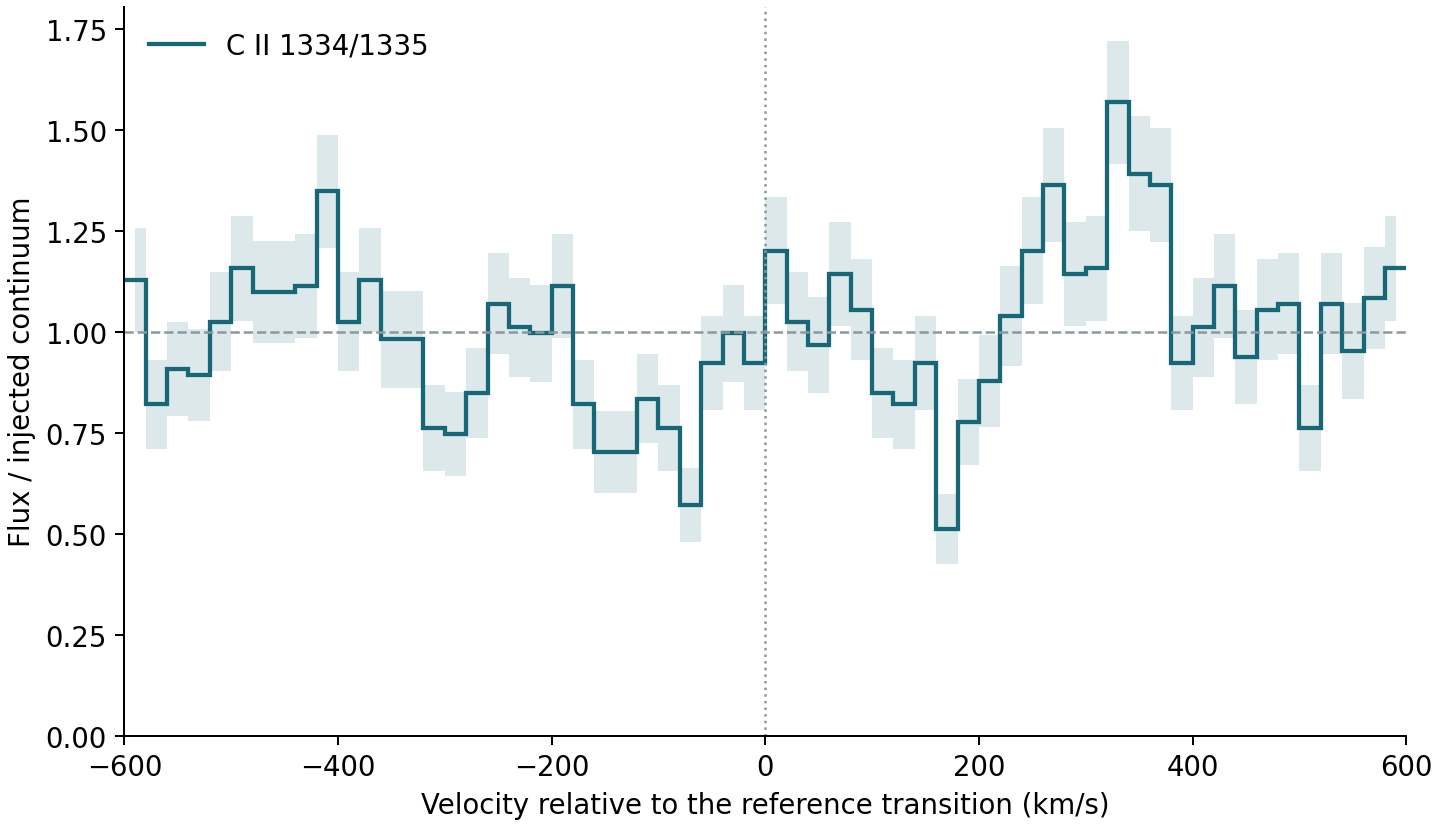 C II 1334/1335
Flux / injected continuum
1.75
1.50
1.25
1.00
0.75
0.50
0.25
0.00
−600 −400 −200 0 200 400 600
Velocity relative to the reference transition (km/s)